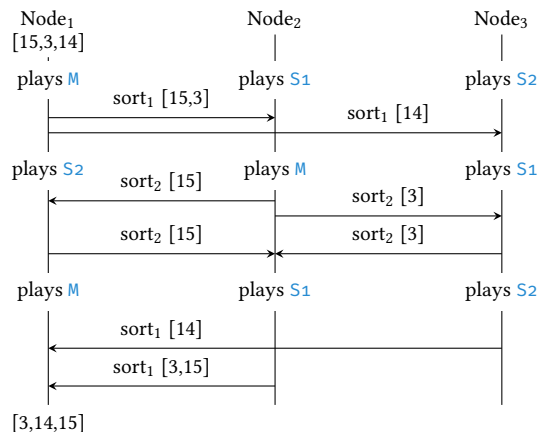 Node₁ Node₂ Node₃
[15,3,14]
plays M plays S1 plays S2
sort₁ [15,3]
sort₁ [14]
plays S2 plays M plays S1
sort₂ [15]
sort₂ [3]
sort₂ [15] sort₂ [3]
plays M plays S1 plays S2
sort₁ [14]
sort₁ [3,15]
[3,14,15]